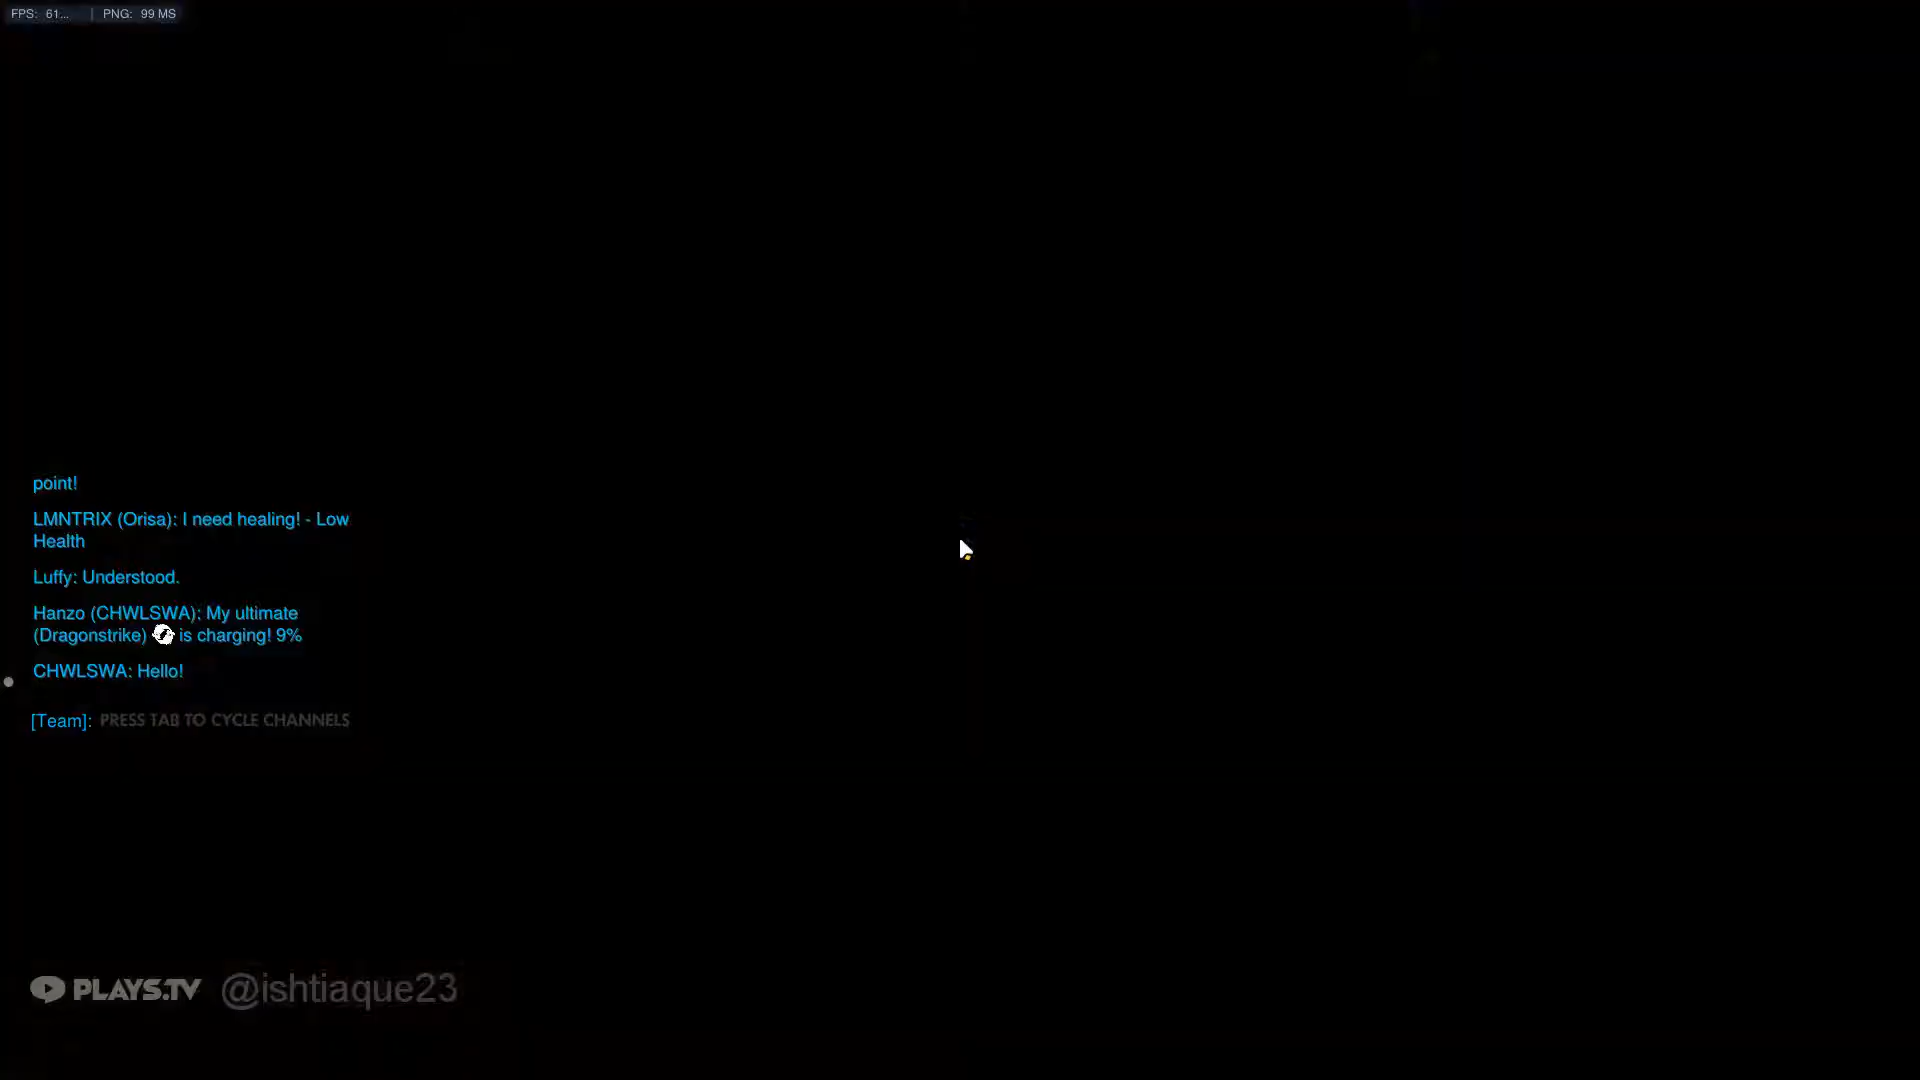 FPS: 61... | PNG: 99 MS
point!
LMNTRIX (Orisa): I need healing! - Low
Health
Luffy: Understood.
Hanzo (CHWLSWA): My ultimate
(Dragonstrike) is charging! 9%
CHWLSWA: Hello!
[Team]: PRESS TAB TO CYCLE CHANNELS
PLAYS.TV @ishtiaque23